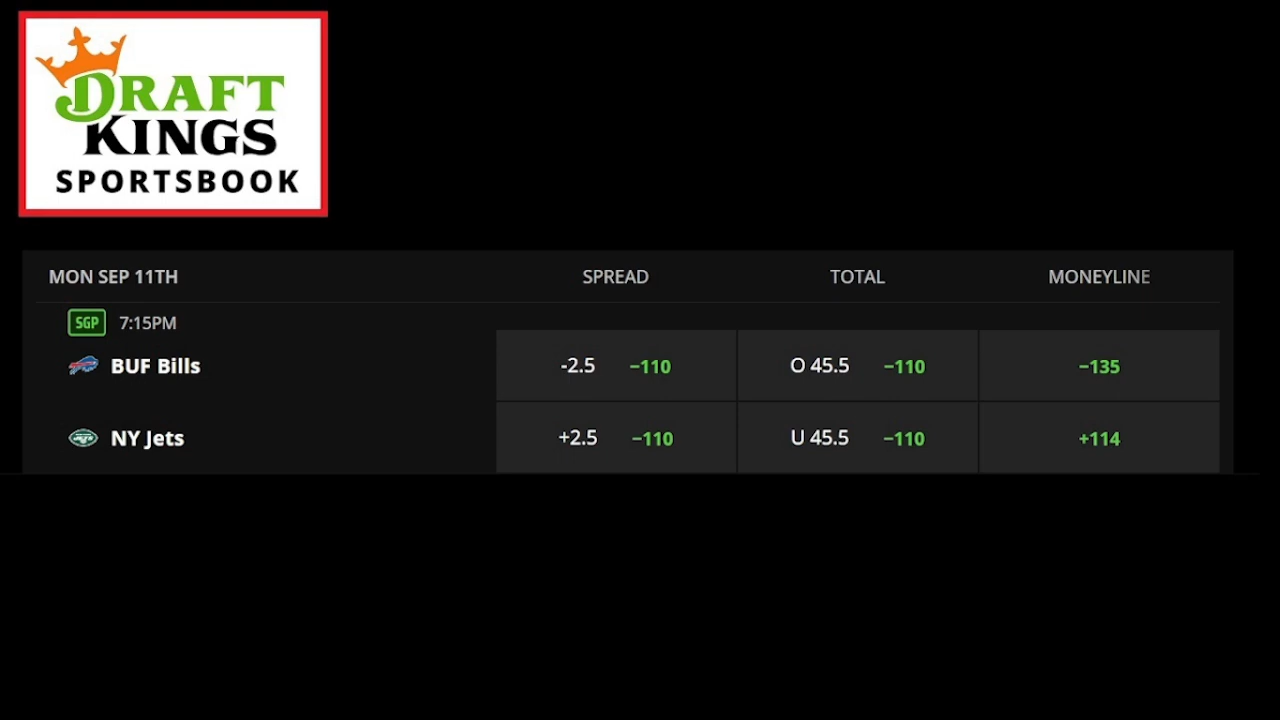 DRAFT
KINGS
SPORTSBOOK
MON SEP 11TH SPREAD TOTAL MONEYLINE
SGP 7:15PM
BUF Bills -2.5 −110 O 45.5 −110 −135
NY Jets +2.5 −110 U 45.5 −110 +114